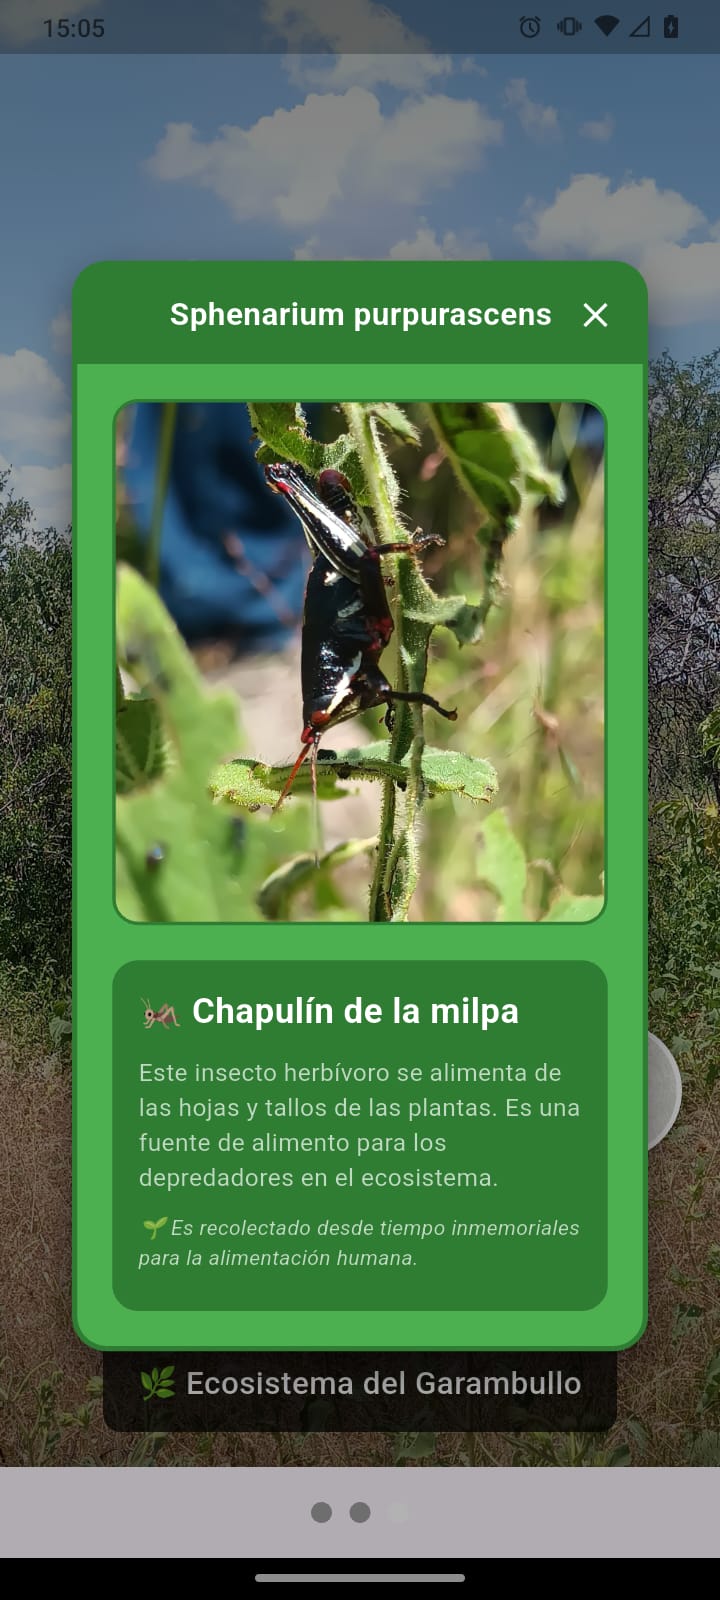 15:05
Sphenarium purpurascens
🦗 Chapulín de la milpa
Este insecto herbívoro se alimenta de
las hojas y tallos de las plantas. Es una
fuente de alimento para los
depredadores en el ecosistema.
🌱 Es recolectado desde tiempo inmemoriales
para la alimentación humana.
🌿 Ecosistema del Garambullo